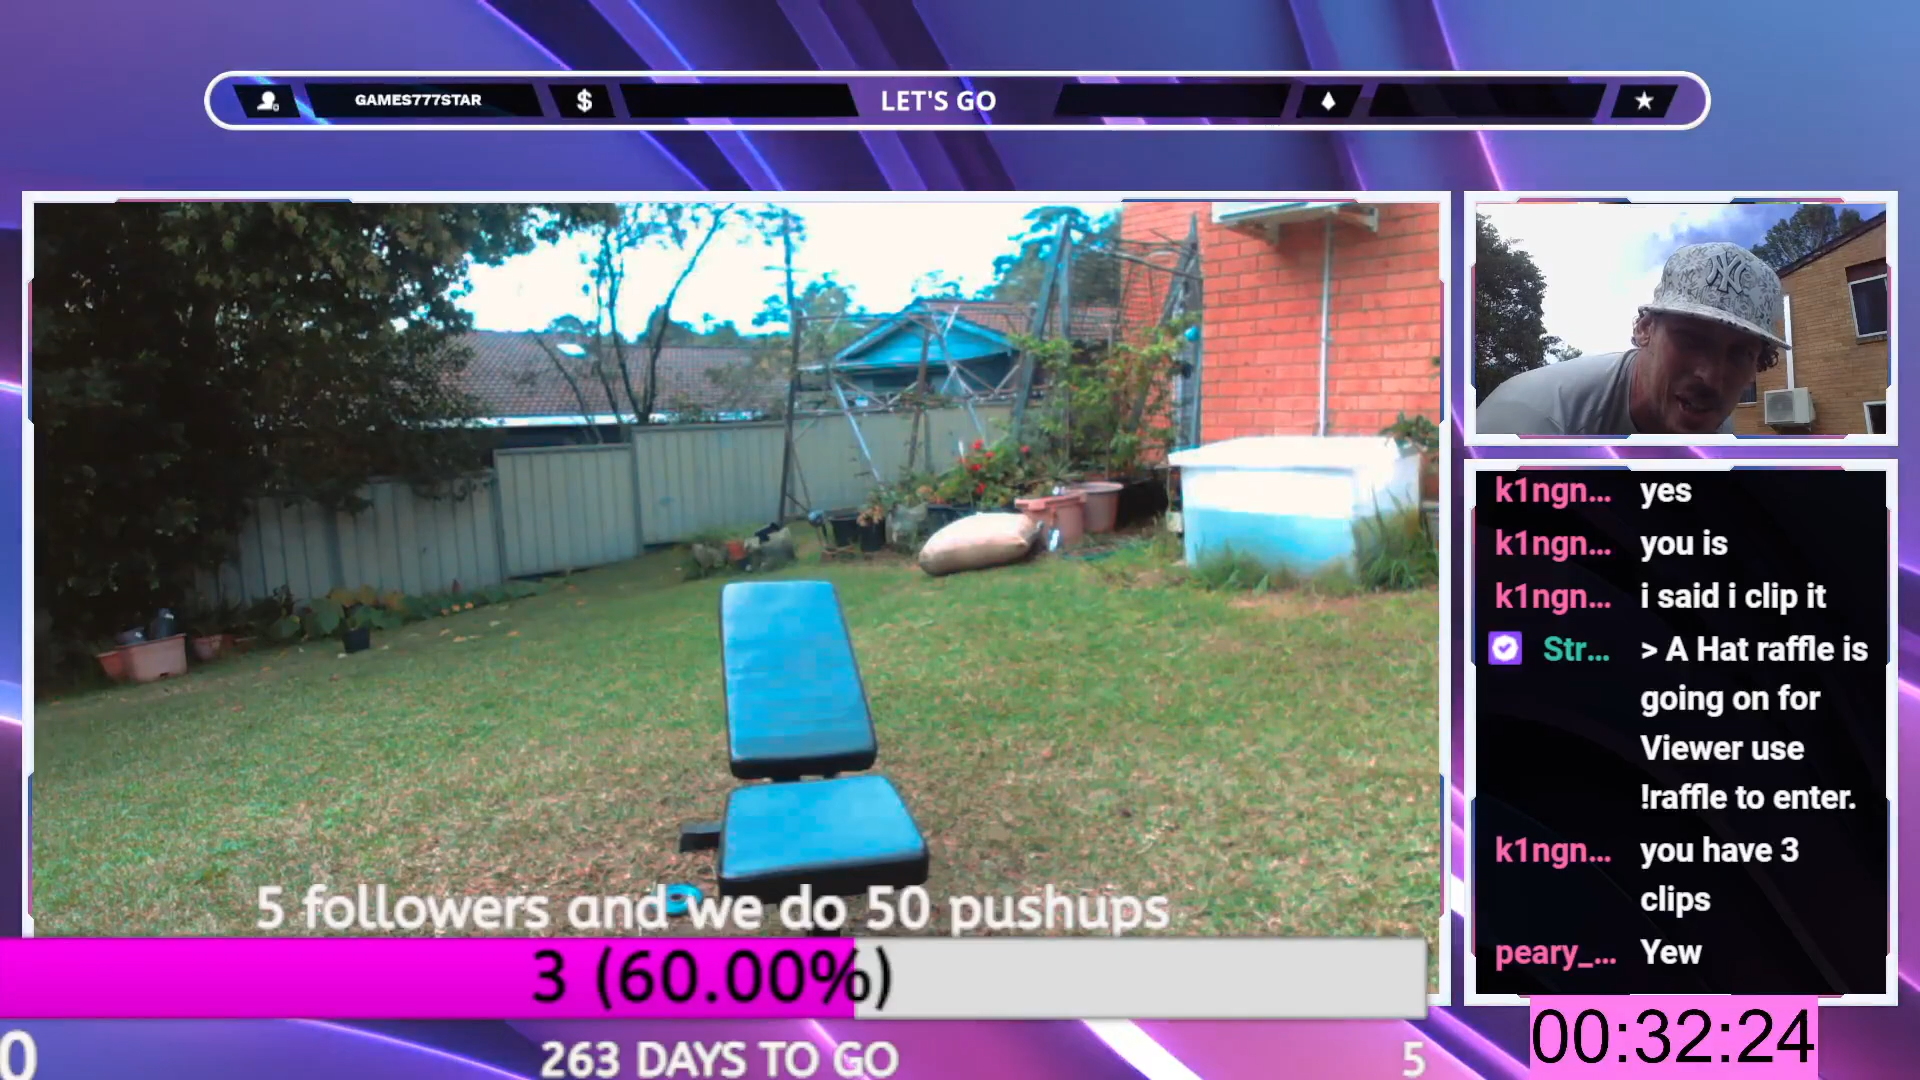 GAMES777STAR
$
LET'S GO
NY
k1ngn... yes
k1ngn... you is
k1ngn... i said i clip it
Str... > A Hat raffle is
going on for
Viewer use
!raffle to enter.
k1ngn... you have 3
clips
peary_... Yew
5 followers and we do 50 pushups
3 (60.00%)
0
263 DAYS TO GO
5
00:32:24